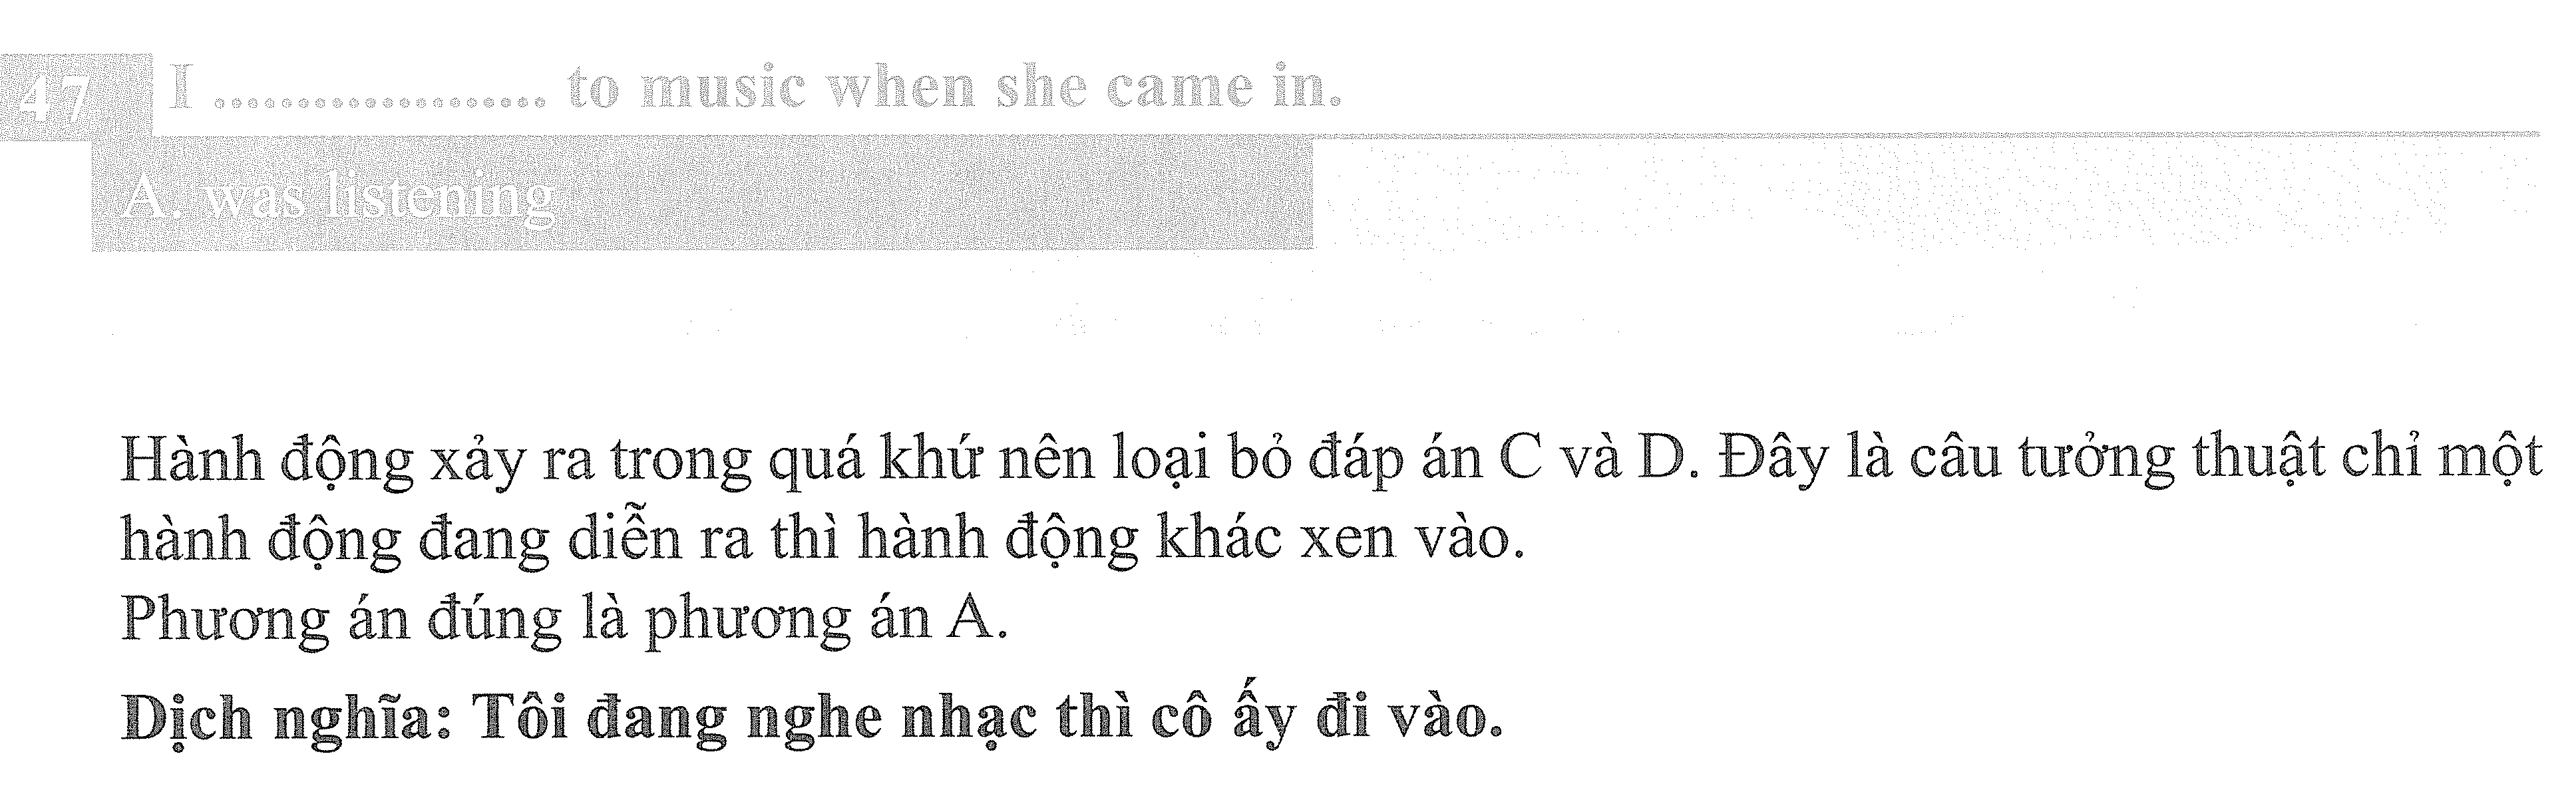 47 I ................... to music when she came in.
A. was listening
Hành động xảy ra trong quá khứ nên loại bỏ đáp án C và D. Đây là câu tưởng thuật chỉ một
hành động đang diễn ra thì hành động khác xen vào.
Phương án đúng là phương án A.
Dịch nghĩa: Tôi đang nghe nhạc thì cô ấy đi vào.